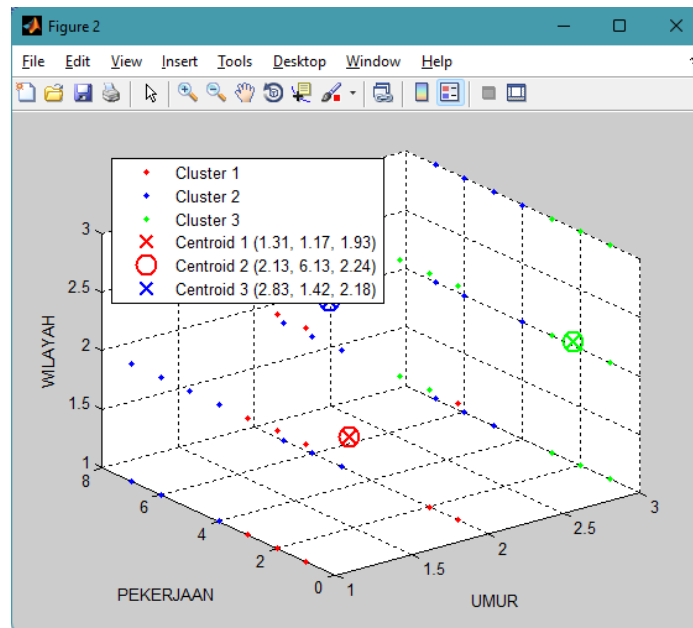 Figure 2
File Edit View Insert Tools Desktop Window Help
Cluster 1
Cluster 2
Cluster 3
Centroid 1 (1.31, 1.17, 1.93)
Centroid 2 (2.13, 6.13, 2.24)
Centroid 3 (2.83, 1.42, 2.18)
3
2.5
2
1.5
1
WILAYAH
8
6
4
2
0
PEKERJAAN
1
1.5
2
2.5
3
UMUR